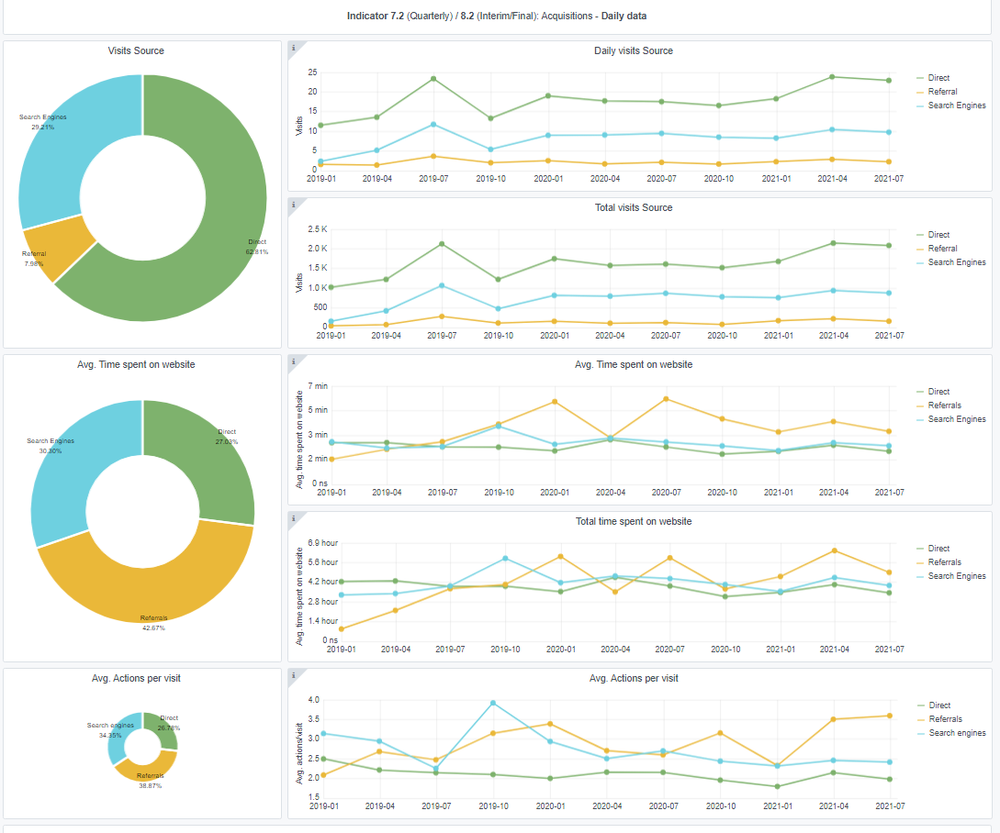 Indicator 7.2 (Quarterly) / 8.2 (Interim/Final): Acquisitions - Daily data
Visits Source
Search Engines
29.21%
Direct
62.81%
Referral
7.98%
i
Daily visits Source
Visits
25
20
15
10
5
0
2019-01 2019-04 2019-07 2019-10 2020-01 2020-04 2020-07 2020-10 2021-01 2021-04 2021-07
Direct
Referral
Search Engines
i
Total visits Source
Visits
2.5 K
2.0 K
1.5 K
1.0 K
500
0
2019-01 2019-04 2019-07 2019-10 2020-01 2020-04 2020-07 2020-10 2021-01 2021-04 2021-07
Direct
Referral
Search Engines
Avg. Time spent on website
Direct
27.03%
Search Engines
30.30%
Referrals
42.67%
i
Avg. Time spent on website
Avg. time spent on website
7 min
5 min
3 min
2 min
0 ns
2019-01 2019-04 2019-07 2019-10 2020-01 2020-04 2020-07 2020-10 2021-01 2021-04 2021-07
Direct
Referrals
Search Engines
i
Total time spent on website
Avg. time spent on website
6.9 hour
5.6 hour
4.2 hour
2.8 hour
1.4 hour
0 ns
2019-01 2019-04 2019-07 2019-10 2020-01 2020-04 2020-07 2020-10 2021-01 2021-04 2021-07
Direct
Referrals
Search Engines
Avg. Actions per visit
Direct
26.78%
Search engines
34.35%
Referrals
38.87%
i
Avg. Actions per visit
Avg. actions/visit
4.0
3.5
3.0
2.5
2.0
1.5
2019-01 2019-04 2019-07 2019-10 2020-01 2020-04 2020-07 2020-10 2021-01 2021-04 2021-07
Direct
Referrals
Search engines